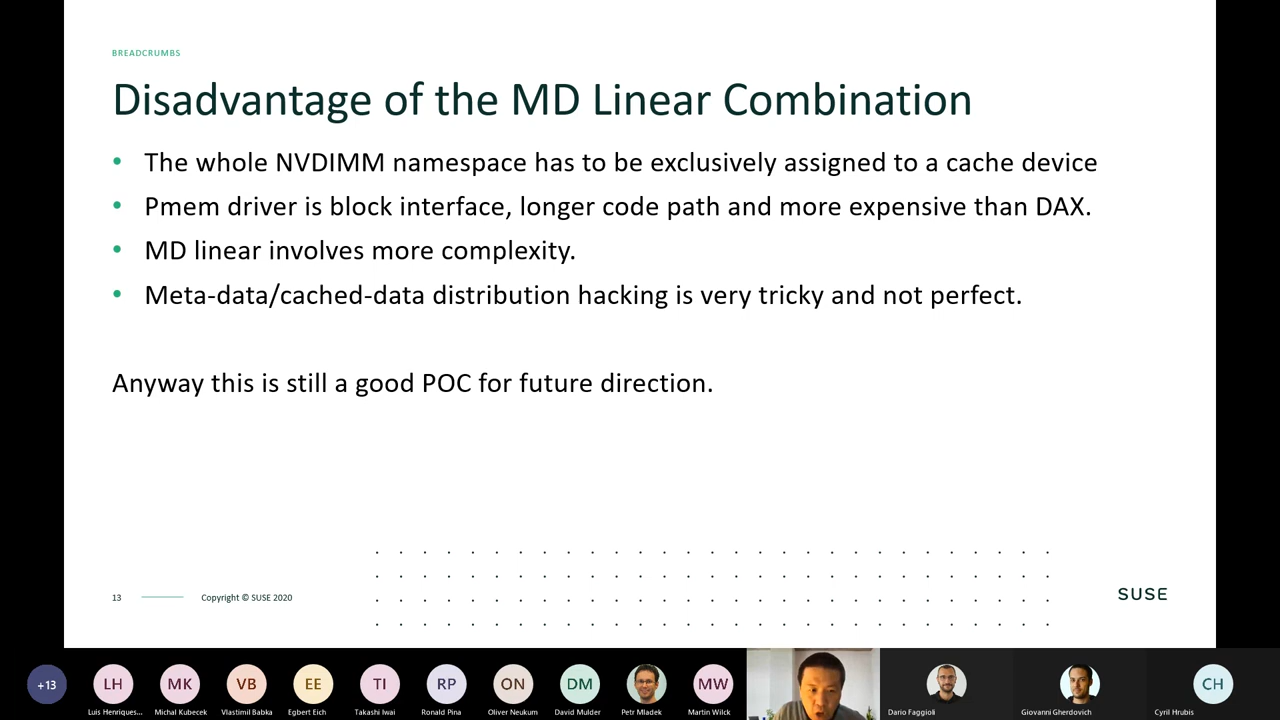 BREADCRUMBS
Disadvantage of the MD Linear Combination
• The whole NVDIMM namespace has to be exclusively assigned to a cache device
• Pmem driver is block interface, longer code path and more expensive than DAX.
• MD linear involves more complexity.
• Meta-data/cached-data distribution hacking is very tricky and not perfect.
Anyway this is still a good POC for future direction.
13 Copyright © SUSE 2020
SUSE
+13 LH MK VB EE TI RP ON DM MW CH
Luis Henriques... Michal Kubecek Vlastimil Babka Egbert Eich Takashi Iwai Ronald Pina Oliver Neukum David Mulder Petr Mladek Martin Wilck Dario Faggioli Giovanni Gherdovich Cyril Hrubis